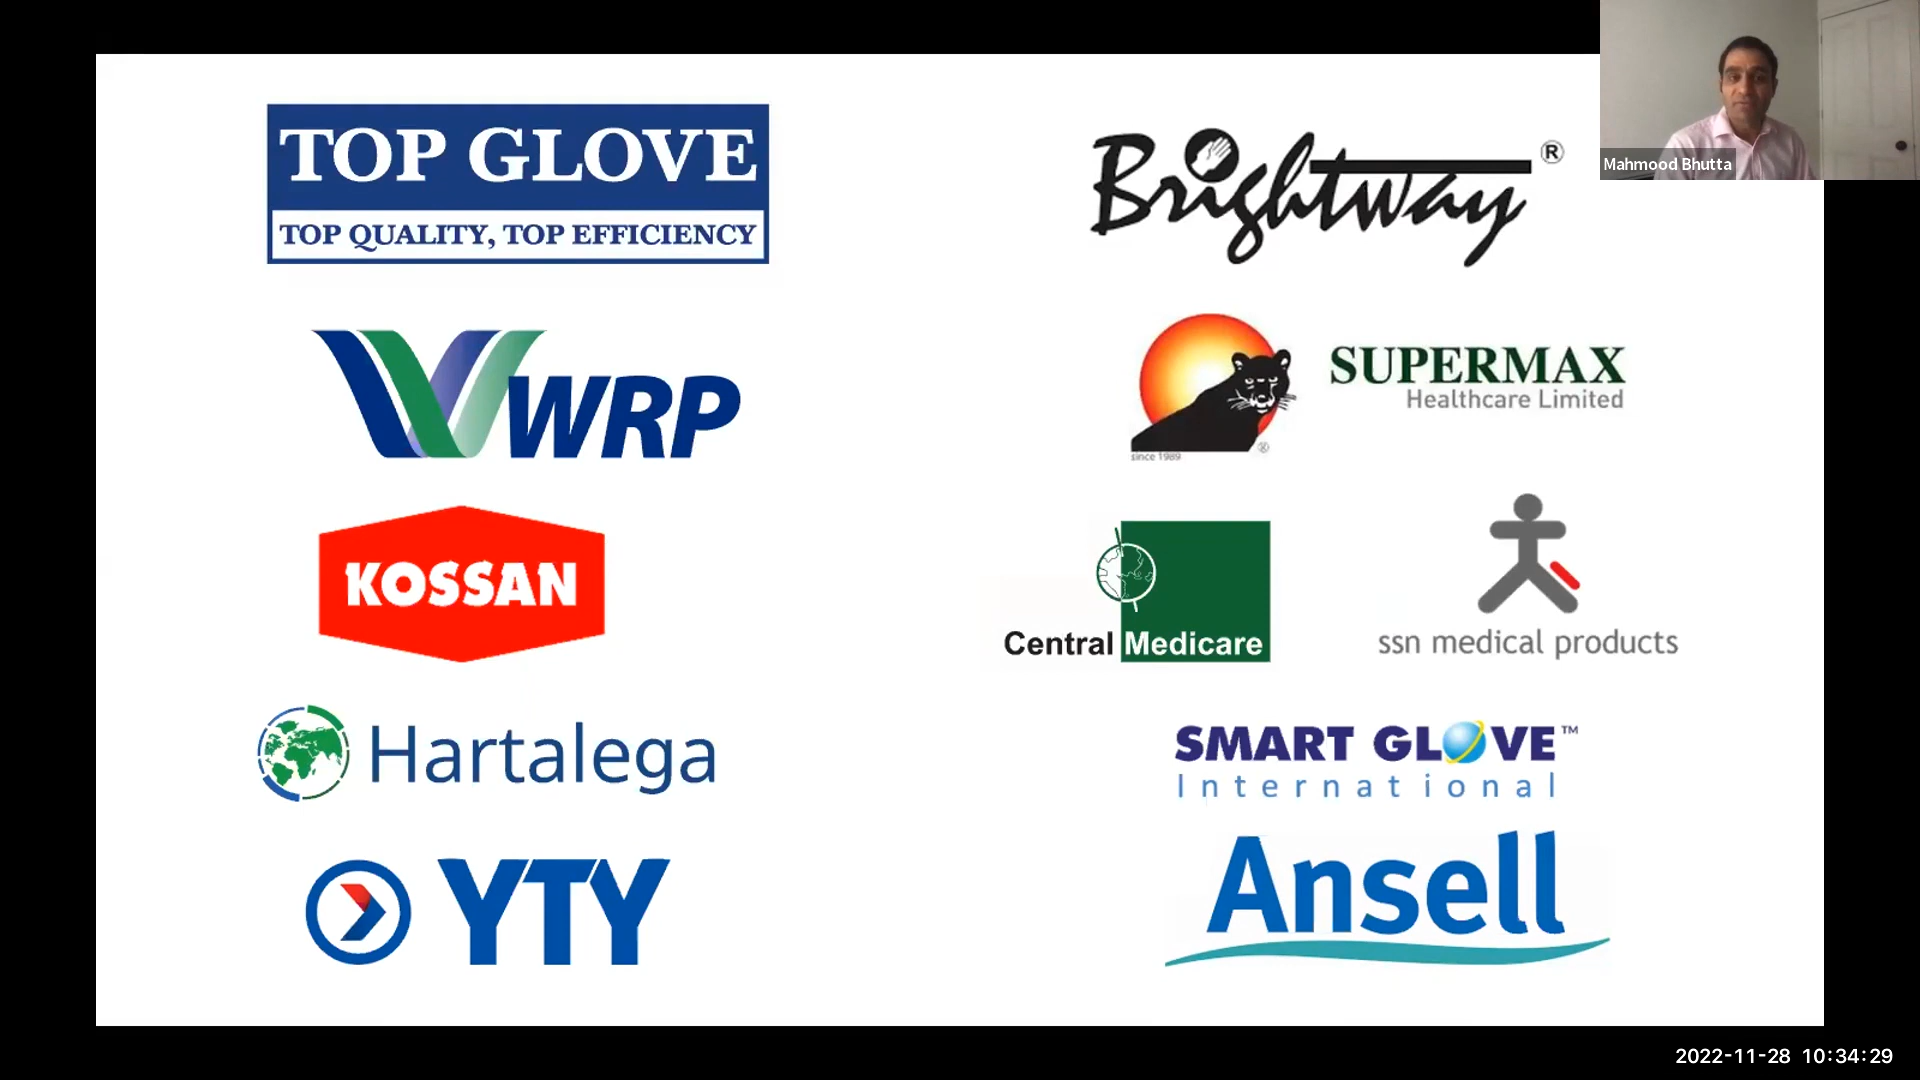 TOP GLOVE
TOP QUALITY, TOP EFFICIENCY
Brightway ®
Mahmood Bhutta
WRP
SUPERMAX
Healthcare Limited
since 1989 ®
KOSSAN
Central Medicare
ssn medical products
Hartalega
SMART GLOVE™
International
YTY
Ansell
2022-11-28 10:34:29